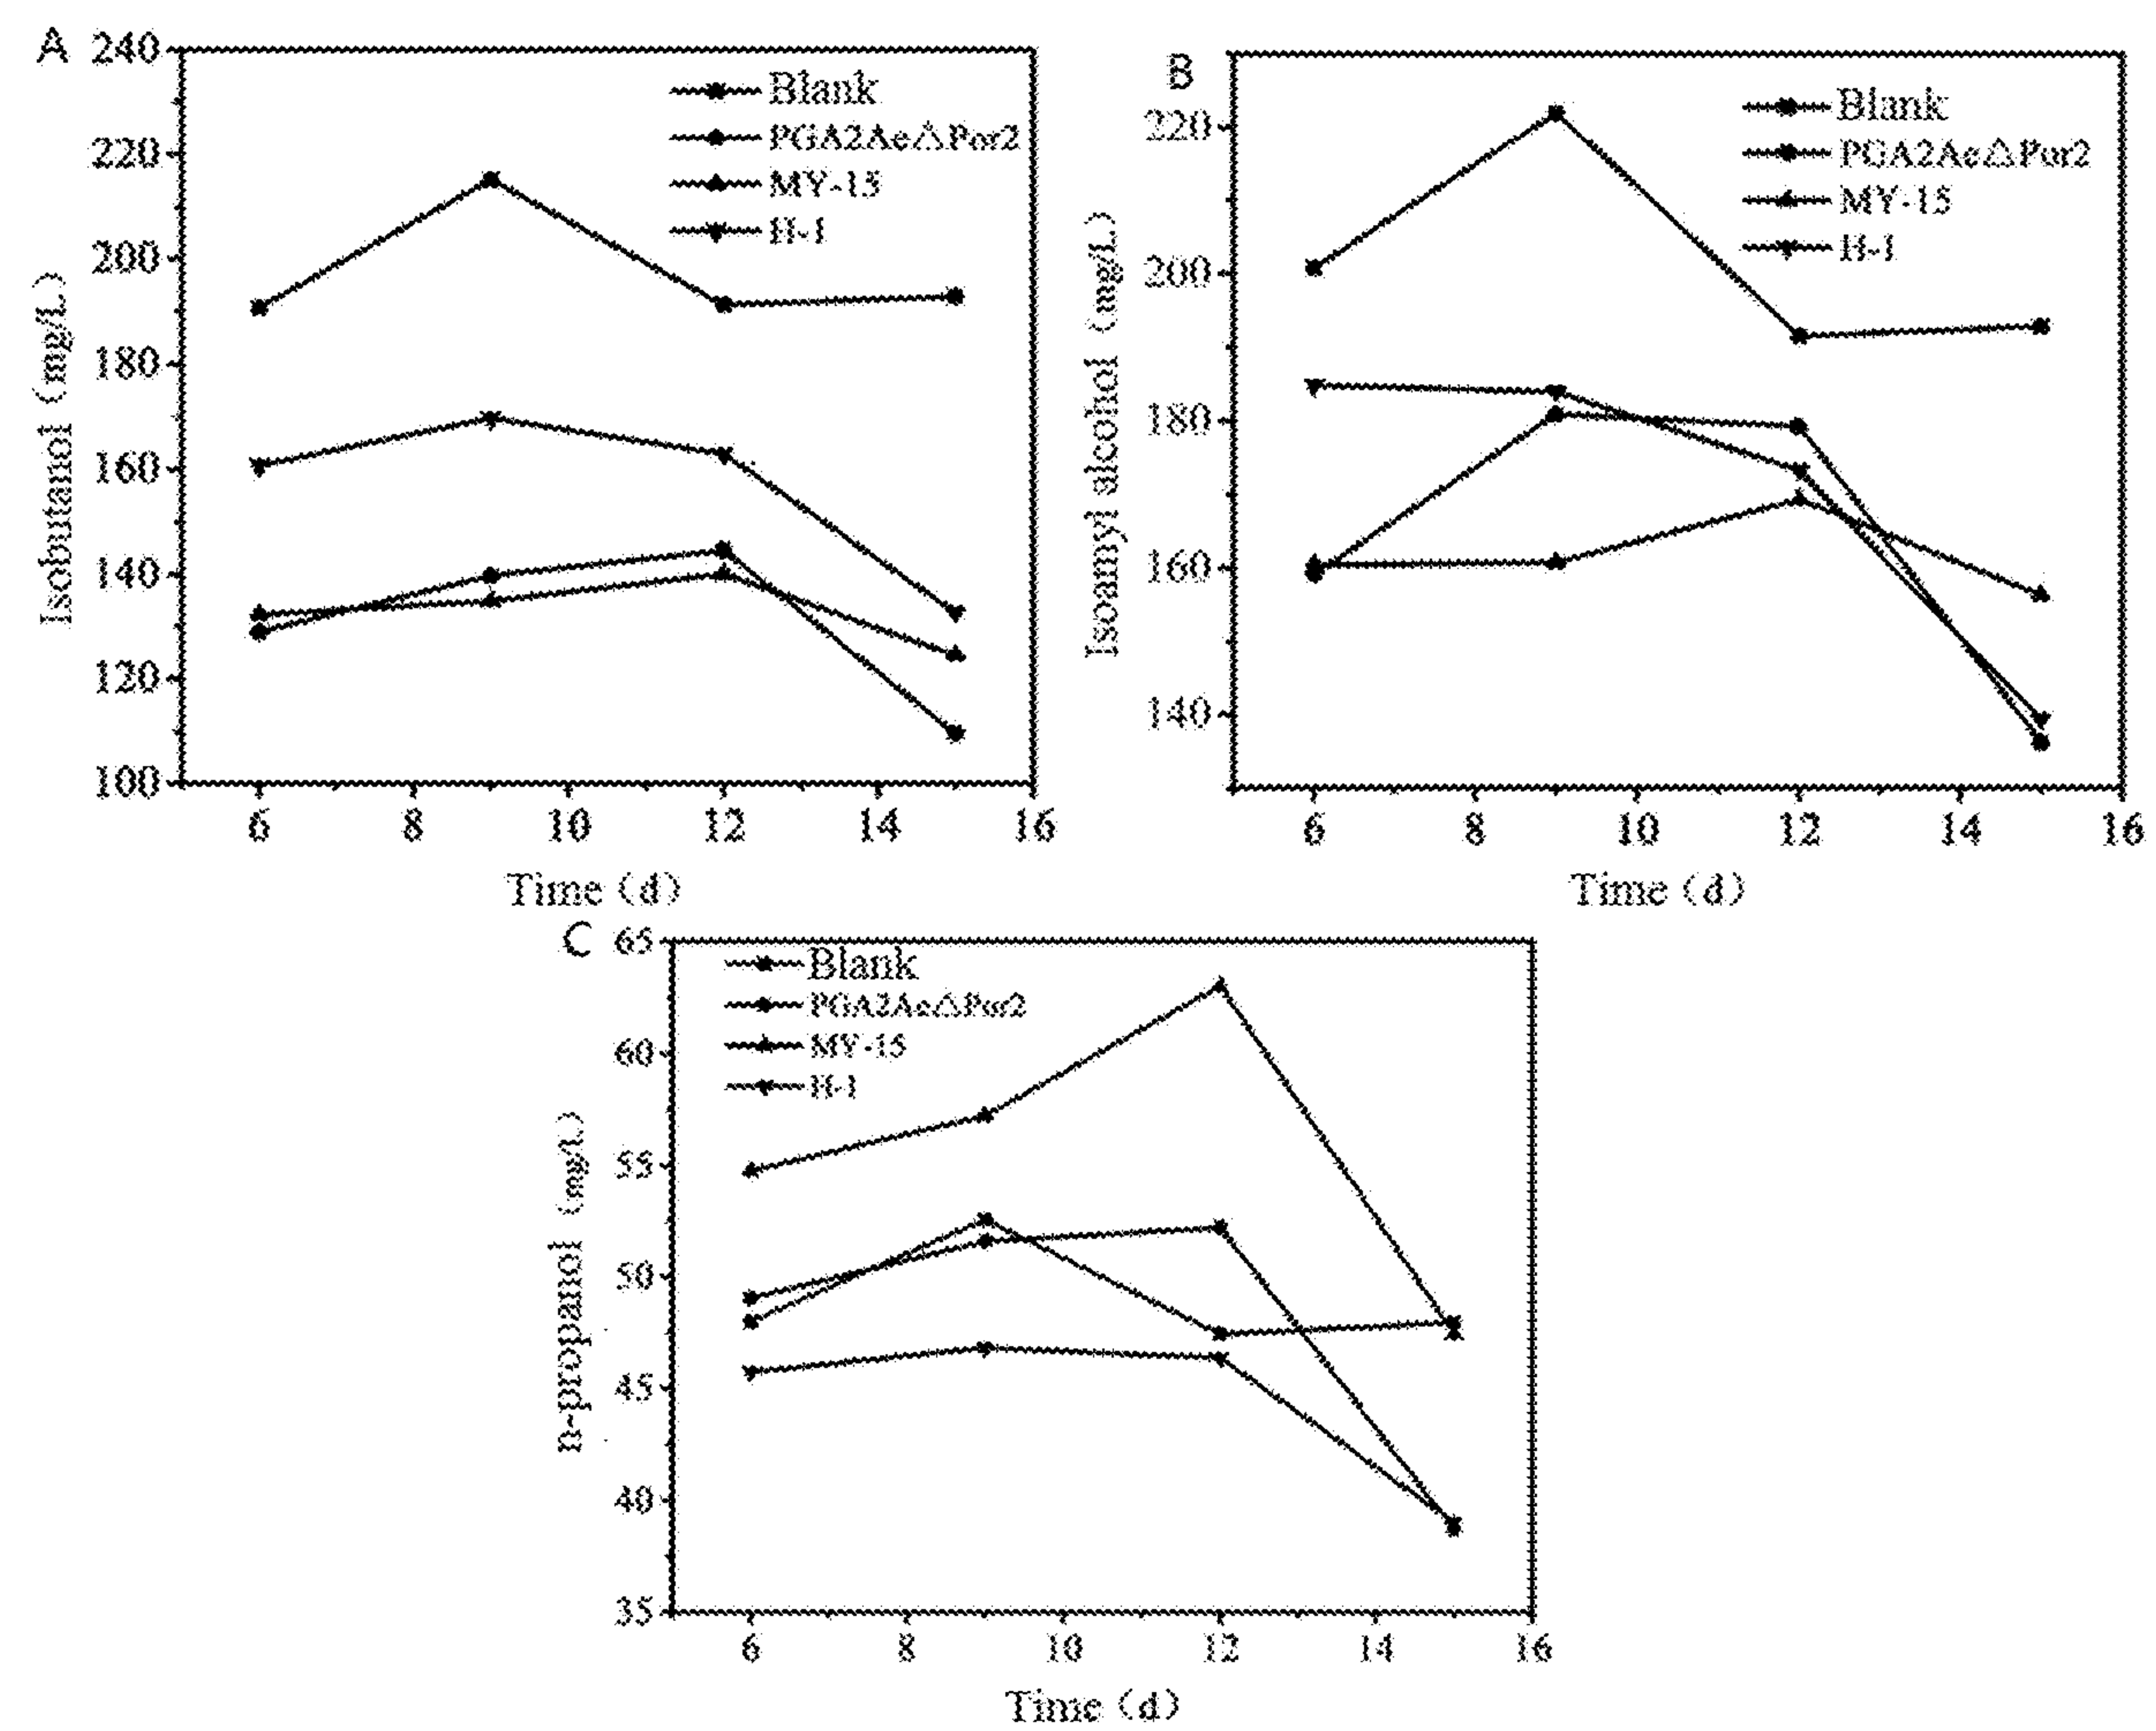 A
240
220
200
180
160
140
120
100
Isobutanol (mg/L)
Blank
PGA2Ae△Por2
MY-15
H-1
6 8 10 12 14 16
Time (d)
B
220
200
180
160
140
Isoamyl alcohol (mg/L)
Blank
PGA2Ae△Por2
MY-15
H-1
6 8 10 12 14 16
Time (d)
C
65
60
55
50
45
40
35
n-propanol (mg/L)
Blank
PGA2Ae△Por2
MY-15
H-1
6 8 10 12 14 16
Time (d)